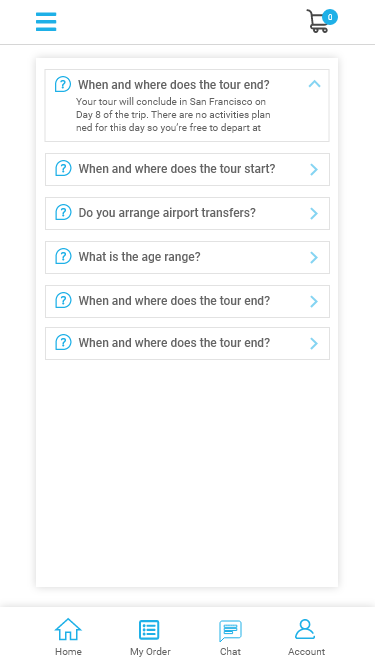 0
When and where does the tour end?
Your tour will conclude in San Francisco on
Day 8 of the trip. There are no activities plan
ned for this day so you're free to depart at
When and where does the tour start?
Do you arrange airport transfers?
What is the age range?
When and where does the tour end?
When and where does the tour end?
Home My Order Chat Account